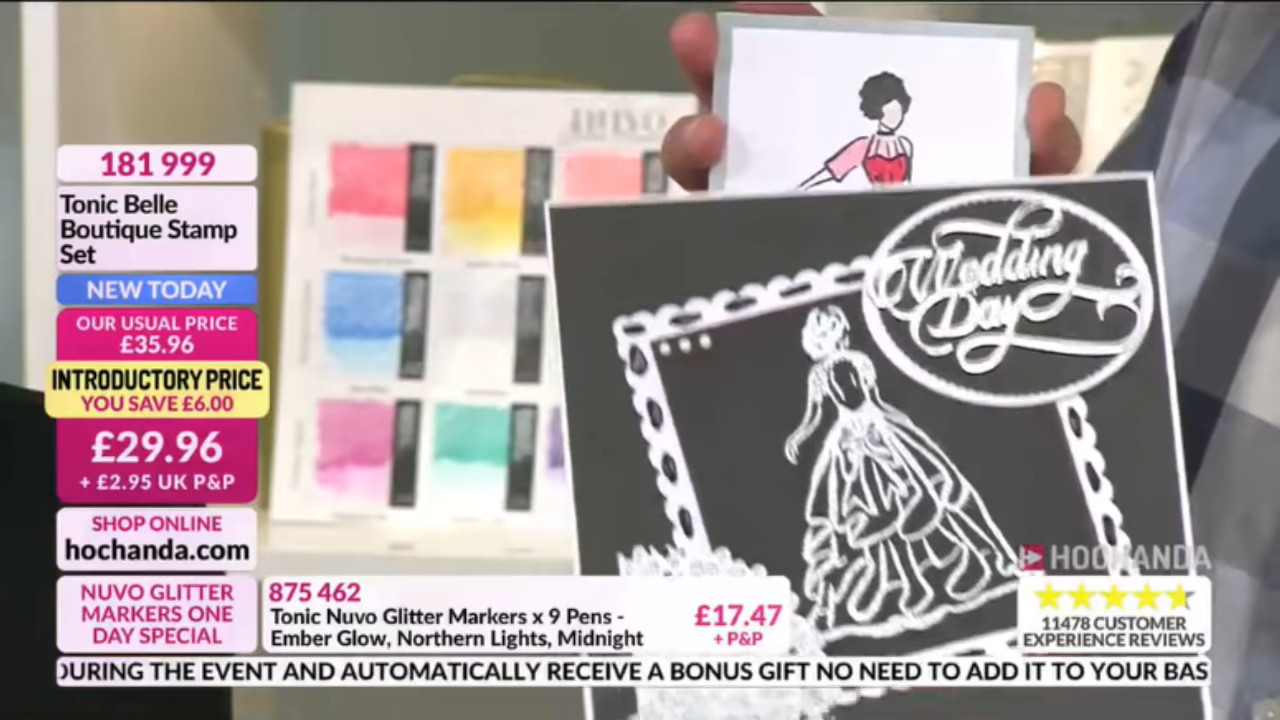 181 999
Tonic Belle
Boutique Stamp
Set
NEW TODAY
OUR USUAL PRICE
£35.96
INTRODUCTORY PRICE
YOU SAVE £6.00
£29.96
+ £2.95 UK P&P
SHOP ONLINE
hochanda.com
NUVO GLITTER
MARKERS ONE
DAY SPECIAL
875 462
Tonic Nuvo Glitter Markers x 9 Pens -
Ember Glow, Northern Lights, Midnight
£17.47
+ P&P
nuvo
Wedding
Day
HOCHANDA
11478 CUSTOMER
EXPERIENCE REVIEWS
DURING THE EVENT AND AUTOMATICALLY RECEIVE A BONUS GIFT NO NEED TO ADD IT TO YOUR BAS